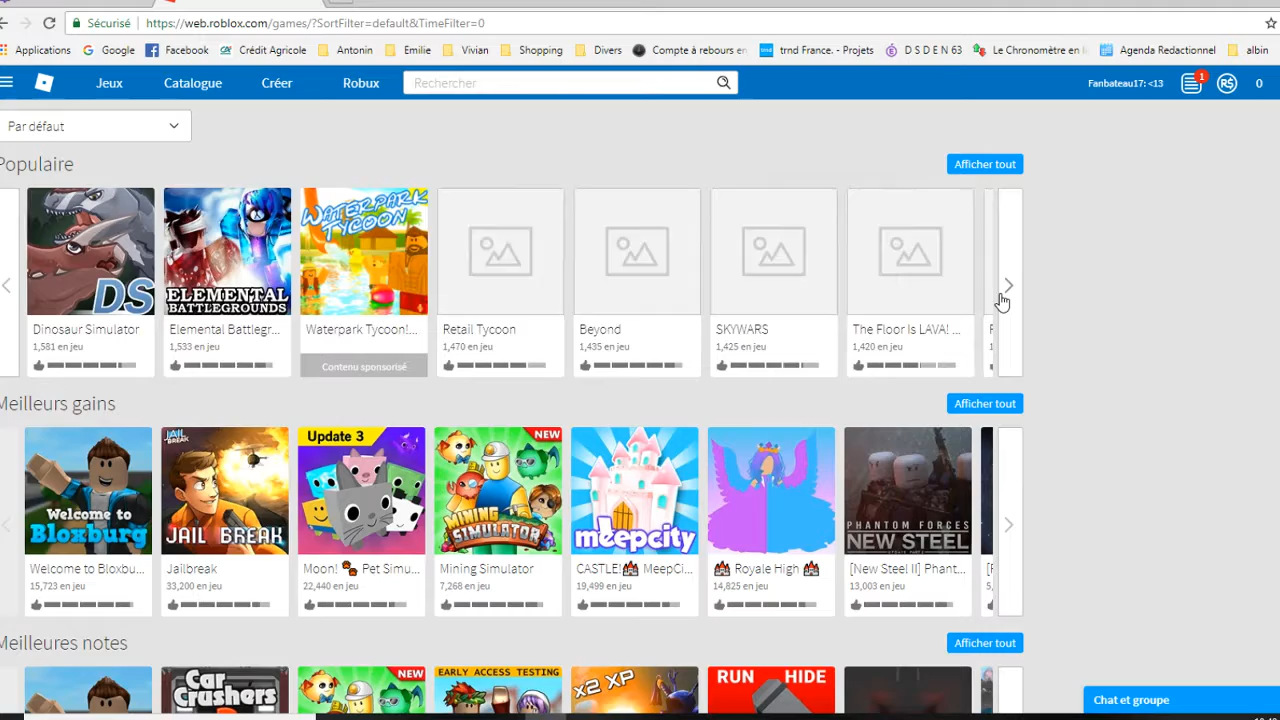 Sécurisé https://web.roblox.com/games/?SortFilter=default&TimeFilter=0
Applications Google Facebook Crédit Agricole Antonin Emilie Vivian Shopping Divers Compte à rebours en trnd France. - Projets D S D E N 63 Le Chronomètre en Agenda Redactionnel albin
Jeux Catalogue Créer Robux Rechercher Fanbateau17: <13 1 R$ 0
Par défaut
Populaire Afficher tout
DS
ELEMENTAL BATTLEGROUNDS
WATERPARK TYCOON
Dinosaur Simulator Elemental Battlegr... Waterpark Tycoon!... Retail Tycoon Beyond SKYWARS The Floor Is LAVA! ...
1,581 en jeu 1,533 en jeu 1,470 en jeu 1,435 en jeu 1,425 en jeu 1,420 en jeu
Contenu sponsorisé
Meilleurs gains Afficher tout
Welcome to Bloxburg
JAIL BREAK
JAIL BREAK
Update 3
NEW
MINING SIMULATOR
meepcity
PHANTOM FORCES
NEW STEEL
Welcome to Bloxbu... Jailbreak Moon! 🐾 Pet Simu... Mining Simulator CASTLE!🏰 MeepCi... 🏰 Royale High 🏰 [New Steel II] Phant...
15,723 en jeu 33,200 en jeu 22,440 en jeu 7,268 en jeu 19,499 en jeu 14,825 en jeu 13,003 en jeu
Meilleures notes Afficher tout
Car Crushers
NEW
EARLY ACCESS TESTING
x2 XP
RUN HIDE
Chat et groupe